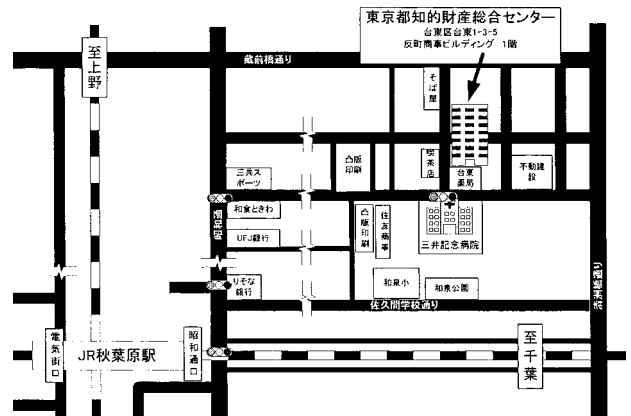 東京都知的財産総合センター
台東区台東1-3-5
反町商事ビルディング 1階
至上野
蔵前橋通り
そば屋
三共スポーツ
凸版印刷
喫茶店
台東薬局
不動建設
和食ときわ
昭和通
UFJ銀行
凸版印刷
住友商事
三井記念病院
りそな銀行
和泉小
和泉公園
佐久間学校通り
清洲橋通り
電気街口
JR秋葉原駅
昭和通口
至千葉